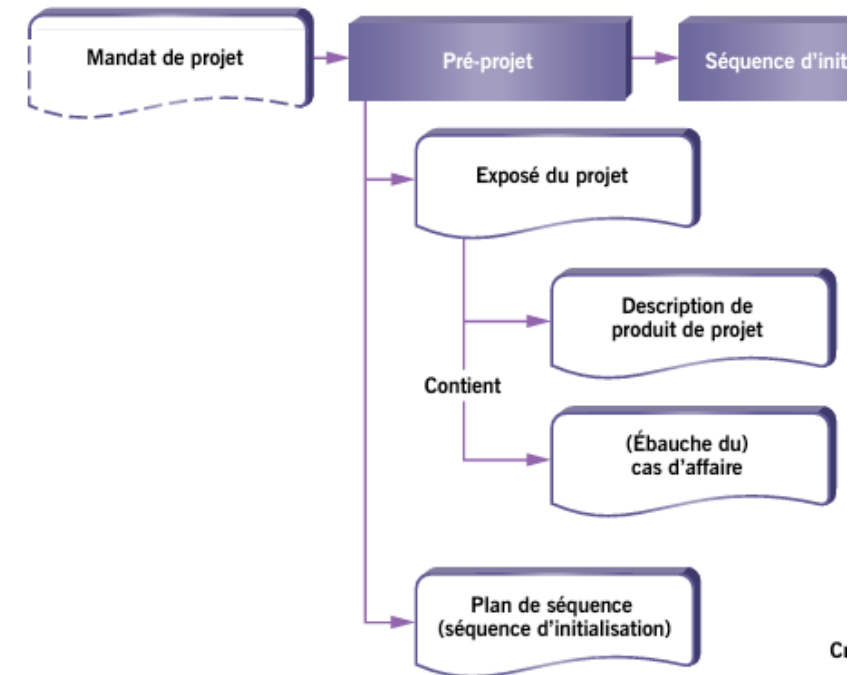 Mandat de projet
Pré-projet
Séquence d'init
Exposé du projet
Description de
produit de projet
Contient
(Ébauche du)
cas d'affaire
Plan de séquence
(séquence d'initialisation)